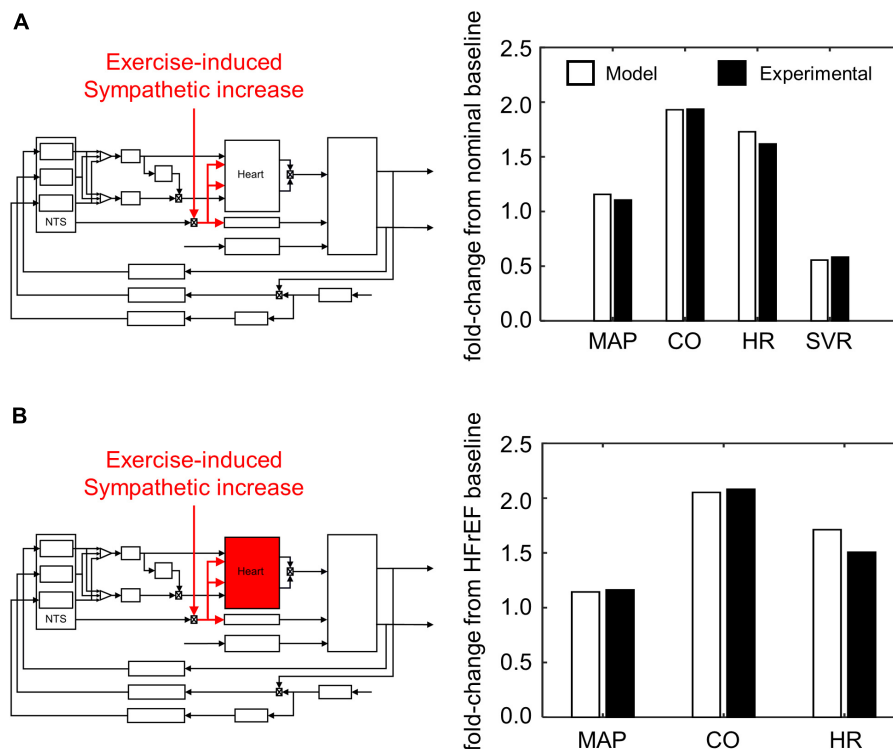 A
Exercise-induced
Sympathetic increase
Heart
NTS
fold-change from nominal baseline
2.5
2.0
1.5
1.0
0.5
0.0
Model
Experimental
MAP CO HR SVR
B
Exercise-induced
Sympathetic increase
Heart
NTS
fold-change from HFrEF baseline
2.5
2.0
1.5
1.0
0.5
0.0
MAP CO HR